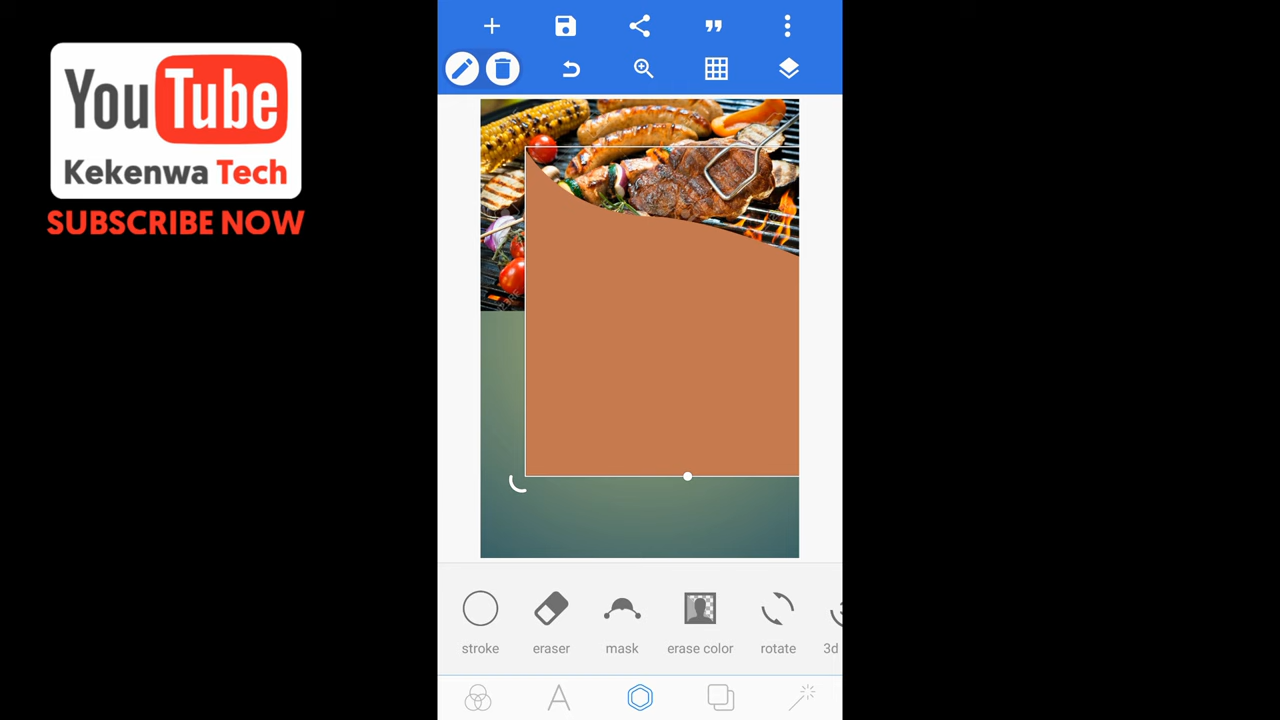 YouTube
Kekenwa Tech
SUBSCRIBE NOW
stroke
eraser
mask
erase color
rotate
3d
A